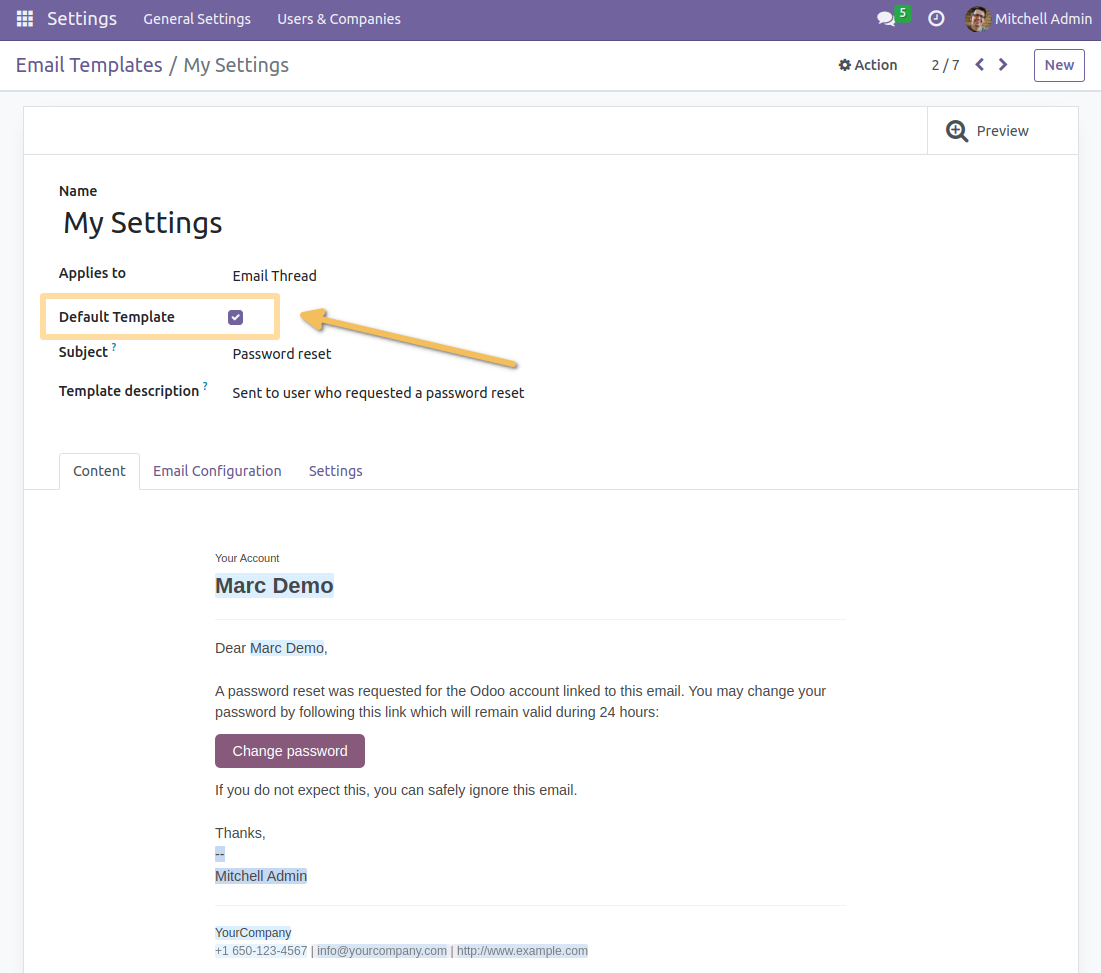 Settings General Settings Users & Companies 5 Mitchell Admin
Email Templates / My Settings Action 2 / 7 New
Preview
Name
My Settings
Applies to Email Thread
Default Template
Subject ? Password reset
Template description ? Sent to user who requested a password reset
Content Email Configuration Settings
Your Account
Marc Demo
Dear Marc Demo,
A password reset was requested for the Odoo account linked to this email. You may change your
password by following this link which will remain valid during 24 hours:
Change password
If you do not expect this, you can safely ignore this email.
Thanks,
--
Mitchell Admin
YourCompany
+1 650-123-4567 | info@yourcompany.com | http://www.example.com